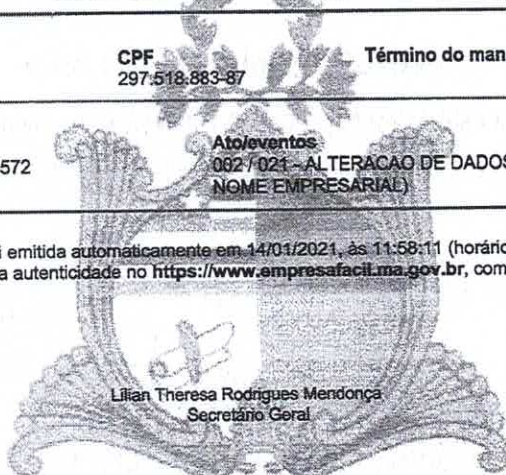 CPF Término do man
297.518.883-87
Ato/eventos
572 002 / 021 - ALTERACAO DE DADOS
NOME EMPRESARIAL)
i emitida automaticamente em 14/01/2021, às 11:58:11 (horário
a autenticidade no https://www.empresafacil.ma.gov.br, com
Lílian Theresa Rodrigues Mendonça
Secretário Geral